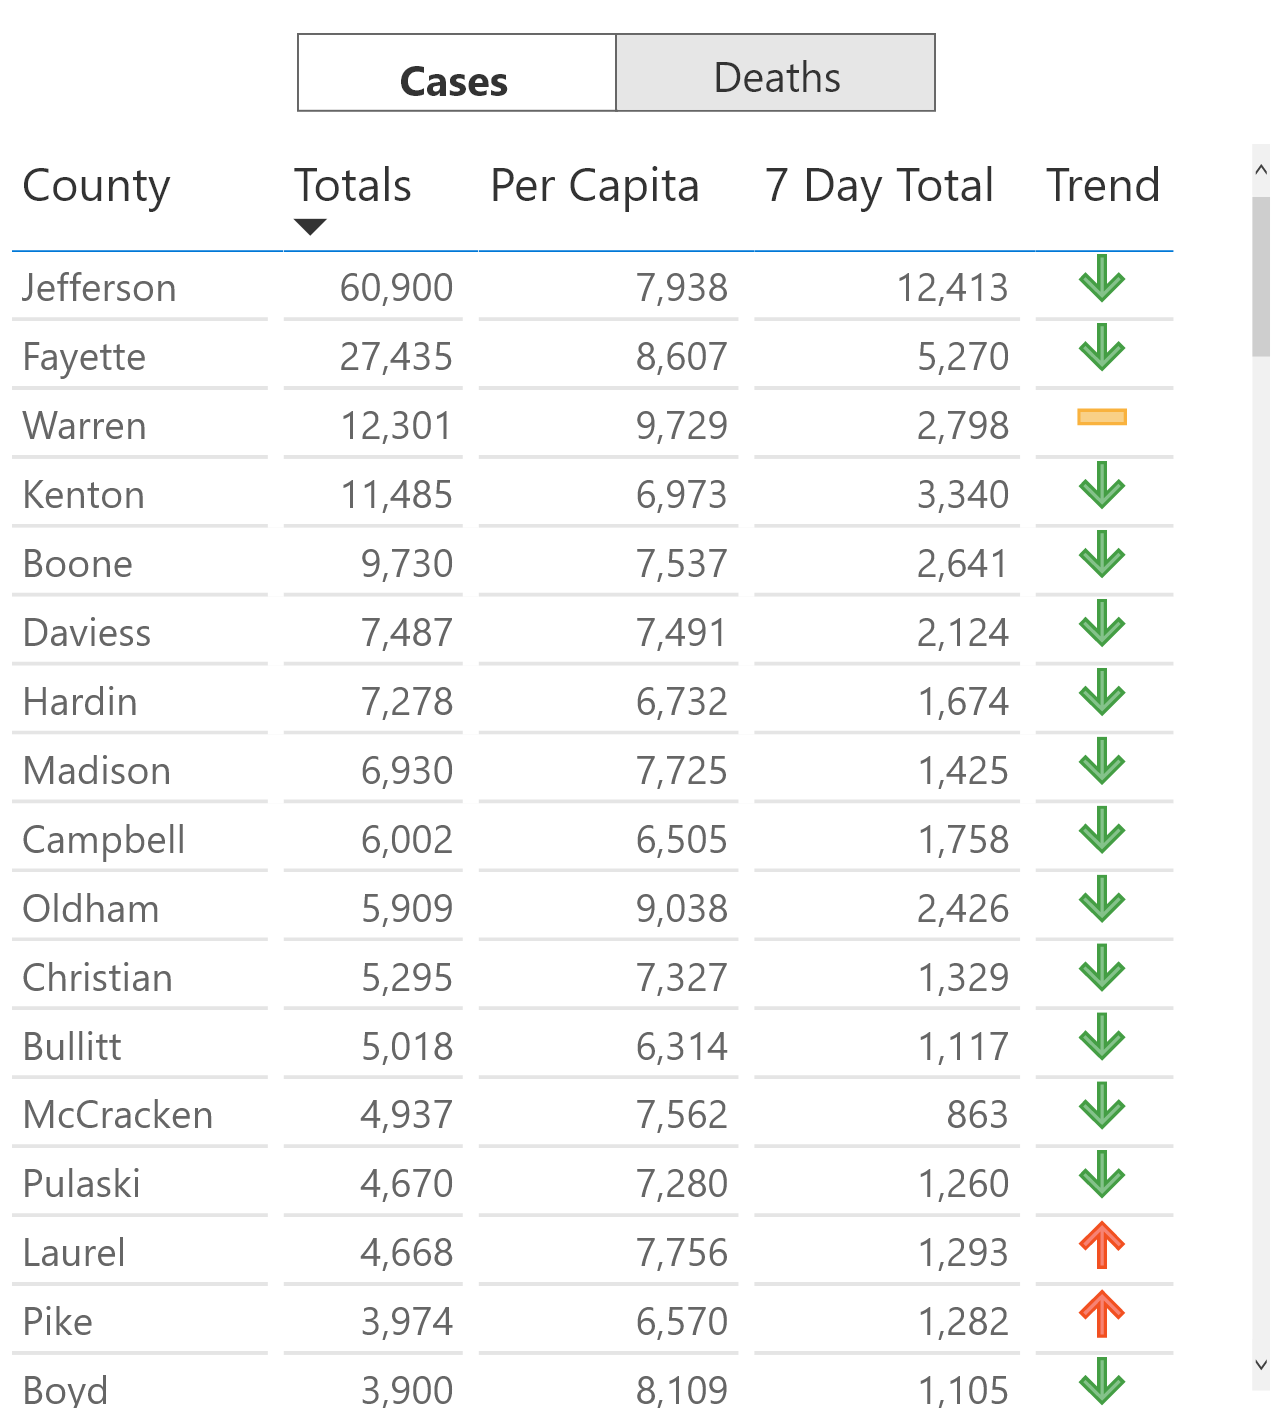 Cases Deaths
County Totals Per Capita 7 Day Total Trend
Jefferson 60,900 7,938 12,413
Fayette 27,435 8,607 5,270
Warren 12,301 9,729 2,798
Kenton 11,485 6,973 3,340
Boone 9,730 7,537 2,641
Daviess 7,487 7,491 2,124
Hardin 7,278 6,732 1,674
Madison 6,930 7,725 1,425
Campbell 6,002 6,505 1,758
Oldham 5,909 9,038 2,426
Christian 5,295 7,327 1,329
Bullitt 5,018 6,314 1,117
McCracken 4,937 7,562 863
Pulaski 4,670 7,280 1,260
Laurel 4,668 7,756 1,293
Pike 3,974 6,570 1,282
Boyd 3,900 8,109 1,105